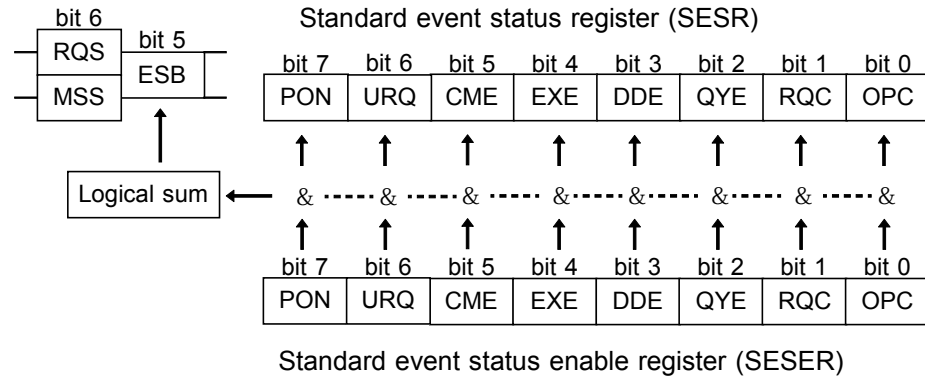 Standard event status register (SESR)
bit 6
bit 5
RQS
MSS
ESB
bit 7 bit 6 bit 5 bit 4 bit 3 bit 2 bit 1 bit 0
PON URQ CME EXE DDE QYE RQC OPC
Logical sum
& & & & & & & &
bit 7 bit 6 bit 5 bit 4 bit 3 bit 2 bit 1 bit 0
PON URQ CME EXE DDE QYE RQC OPC
Standard event status enable register (SESER)